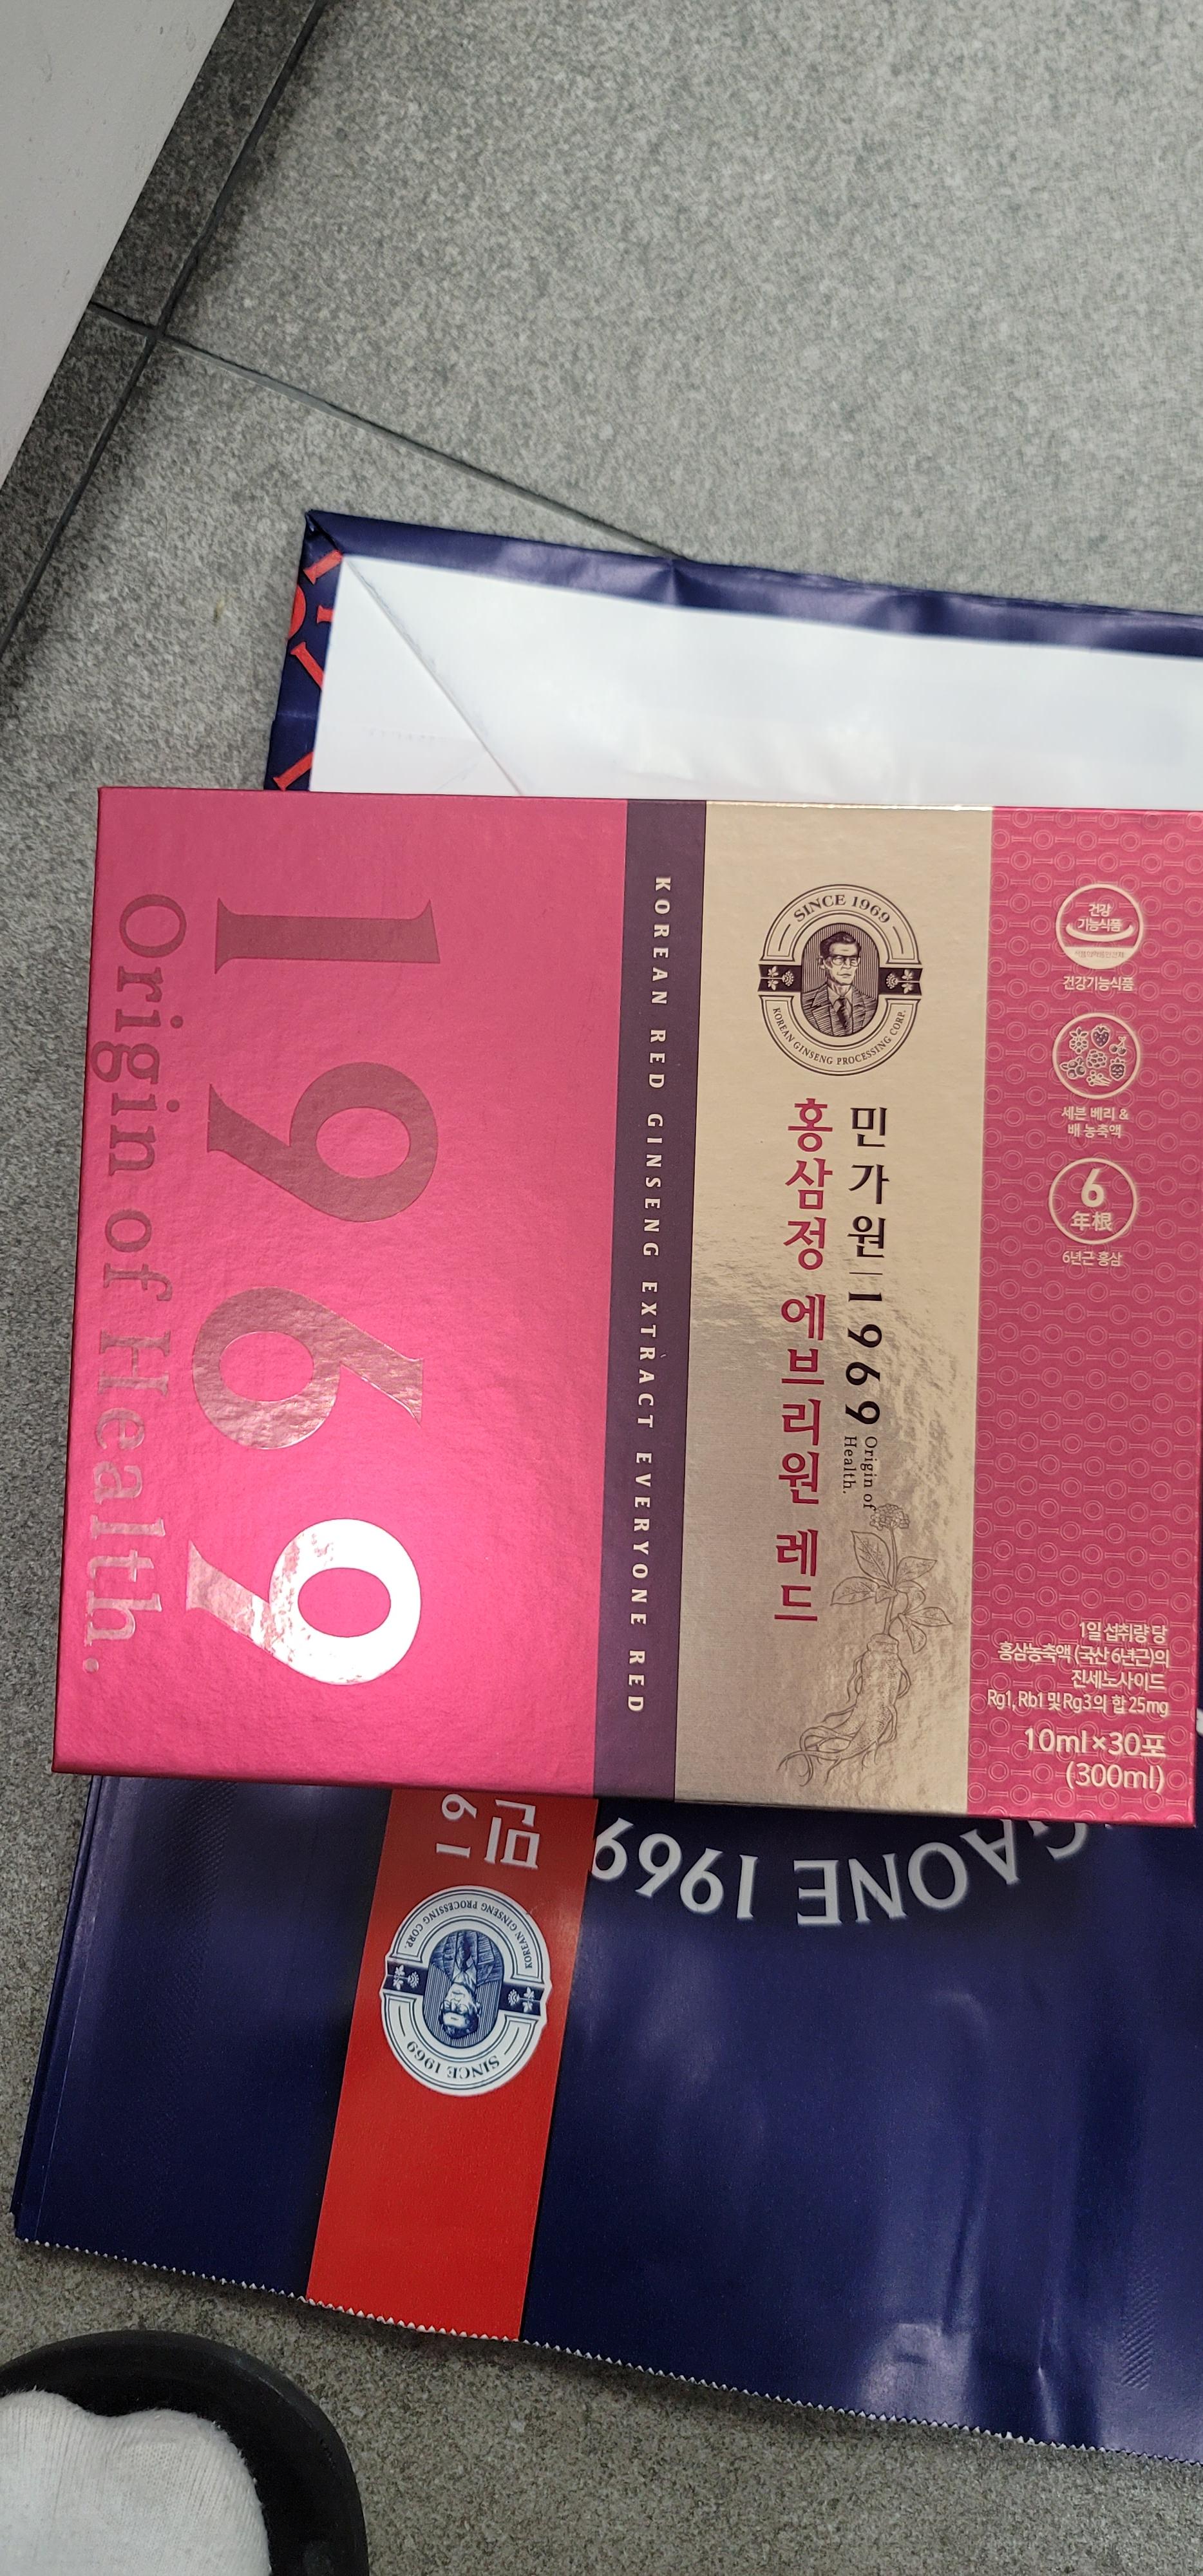 1969
Origin of Health.
KOREAN RED GINSENG EXTRACT EVERYONE RED
SINCE 1969
KOREAN GINSENG PROCESSING CORP.
민가원 1969 Origin of Health.
홍삼정 에브리원 레드
건강
기능식품
건강기능식품
세븐 베리 &
배 농축액
6
年根
6년근 홍삼
1일 섭취량 당
홍삼농축액 (국산 6년근)의
진세노사이드
Rg1, Rb1 및 Rg3의 합 25mg
10ml×30포
(300ml)
GAONE 1969
민
1 6
SINCE 1969
KOREAN GINSENG PROCESSING CORP.